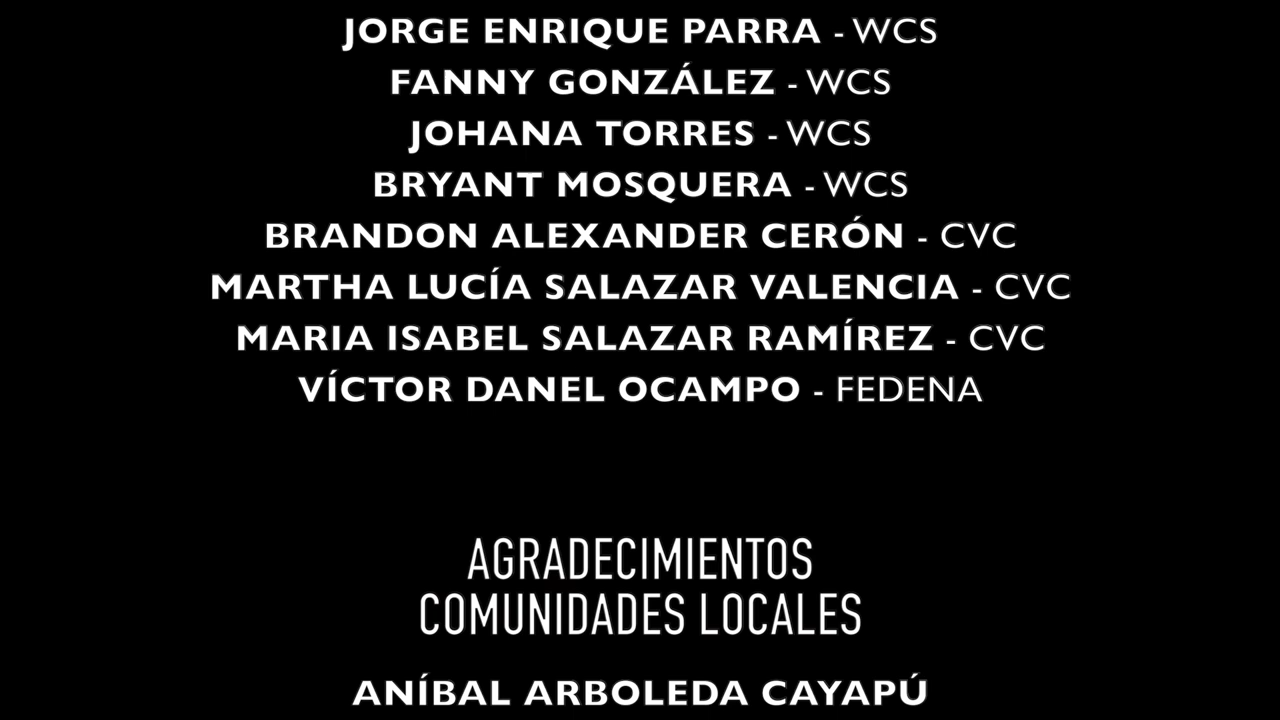 JORGE ENRIQUE PARRA - WCS
FANNY GONZÁLEZ - WCS
JOHANA TORRES - WCS
BRYANT MOSQUERA - WCS
BRANDON ALEXANDER CERÓN - CVC
MARTHA LUCÍA SALAZAR VALENCIA - CVC
MARIA ISABEL SALAZAR RAMÍREZ - CVC
VÍCTOR DANEL OCAMPO - FEDENA
AGRADECIMIENTOS
COMUNIDADES LOCALES
ANÍBAL ARBOLEDA CAYAPÚ